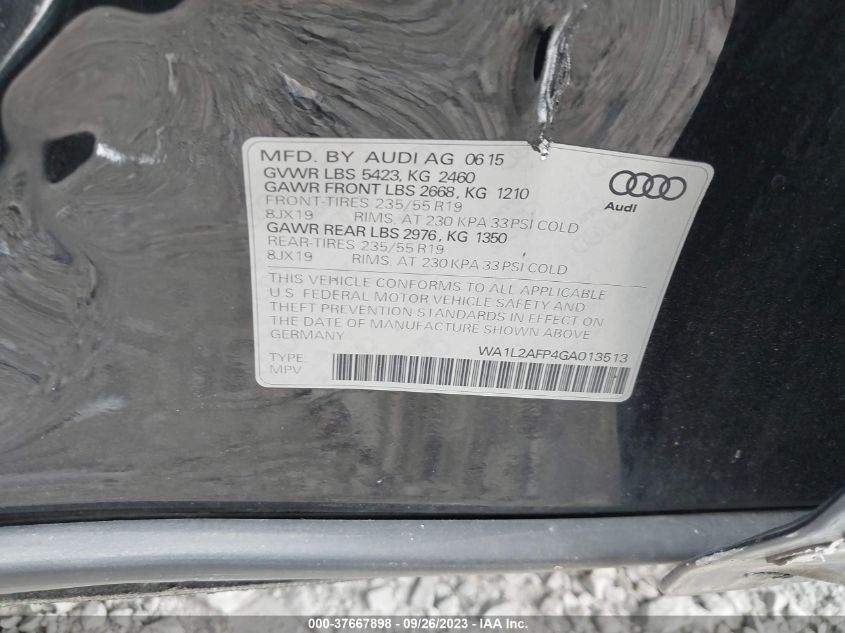 MFD. BY AUDI AG 06 15
GVWR LBS 5423, KG 2460
GAWR FRONT LBS 2668, KG 1210
FRONT-TIRES 235/55 R19
8JX19 RIMS. AT 230 KPA 33 PSI COLD
GAWR REAR LBS 2976, KG 1350
REAR-TIRES 235/55 R19
8JX19 RIMS. AT 230 KPA 33 PSI COLD
Audi
THIS VEHICLE CONFORMS TO ALL APPLICABLE
U.S. FEDERAL MOTOR VEHICLE SAFETY AND
THEFT PREVENTION STANDARDS IN EFFECT ON
THE DATE OF MANUFACTURE SHOWN ABOVE
GERMANY
WA1L2AFP4GA013513
TYPE:
MPV
000-37667898 - 09/26/2023 - © IAA, Inc.